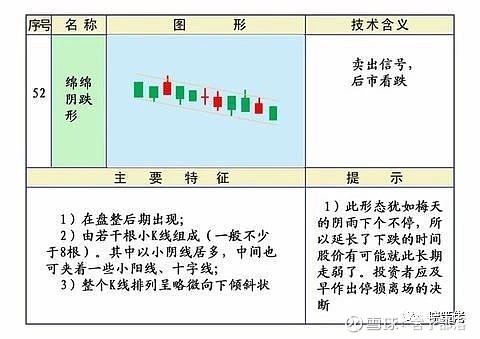 序号 名称 图 形 技术含义
52
绵绵
阴跌
形
卖出信号，
后市看跌
主 要 特 征 提 示
1）在盘整后期出现；
2）由若干根小K线组成（一般不少
于8根）。其中以小阴线居多，中间也
可夹着一些小阳线、十字线；
3）整个K线排列呈略微向下倾斜状
1）此形态犹如梅天
的阴雨下个不停，所
以延长了下跌的时间
股价有可能就此长期
走弱了。投资者应及
早作出停损离场的决
断
雪球